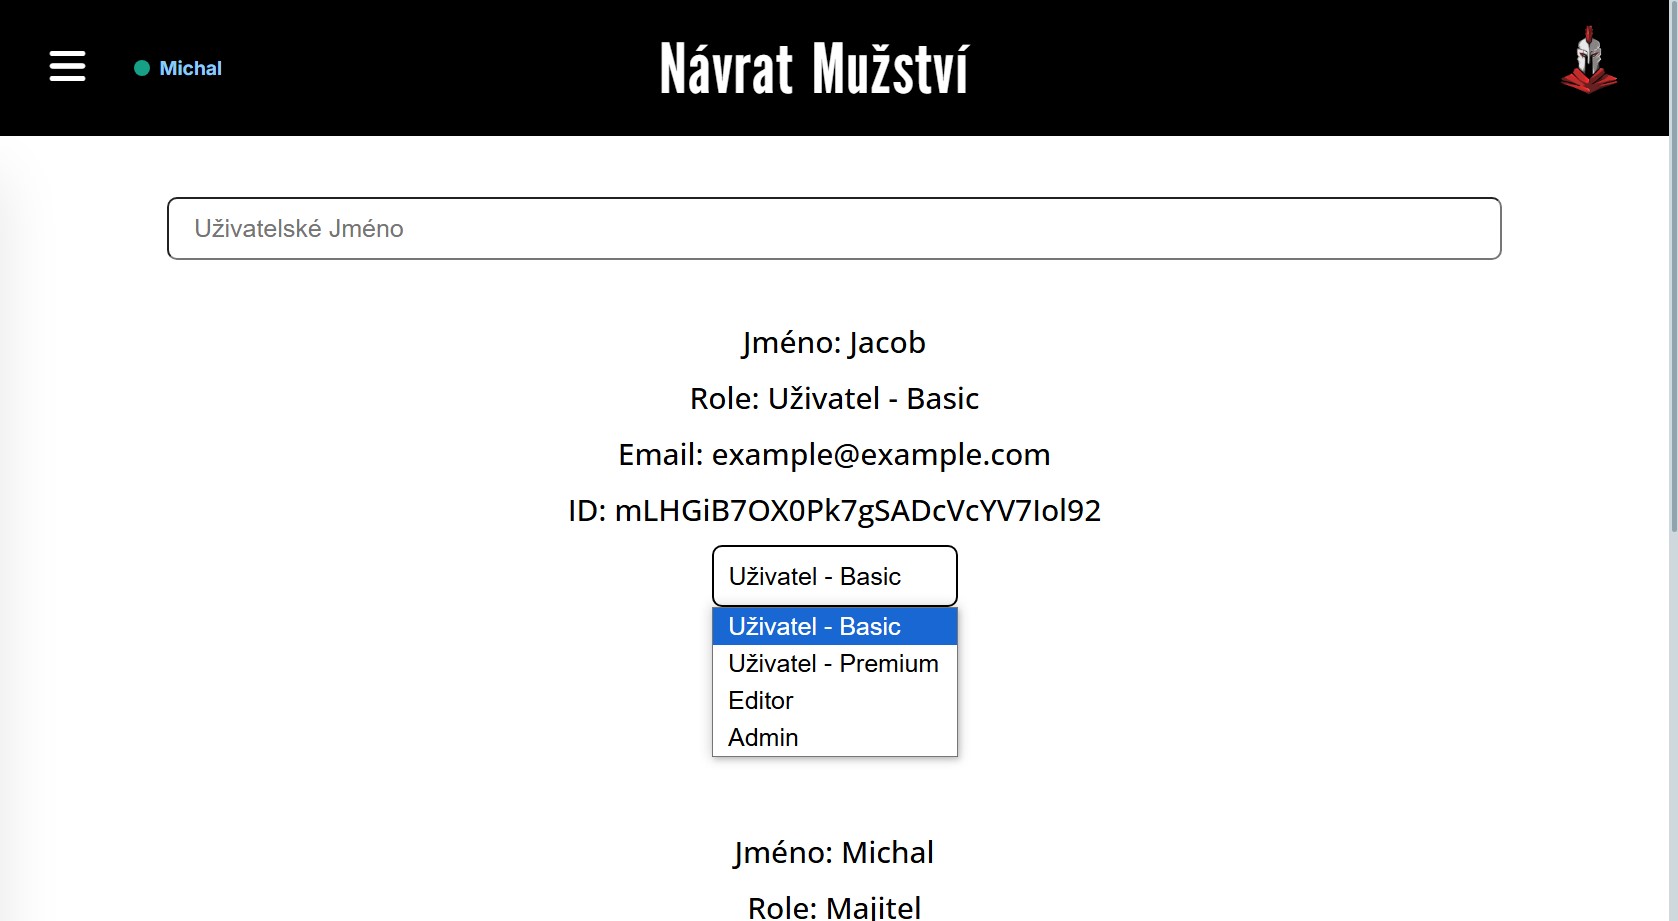 Michal
Návrat Mužství
Uživatelské Jméno
Jméno: Jacob
Role: Uživatel - Basic
Email: example@example.com
ID: mLHGiB7OX0Pk7gSADcVcYV7Iol92
Uživatel - Basic
Uživatel - Basic
Uživatel - Premium
Editor
Admin
Jméno: Michal
Role: Majitel